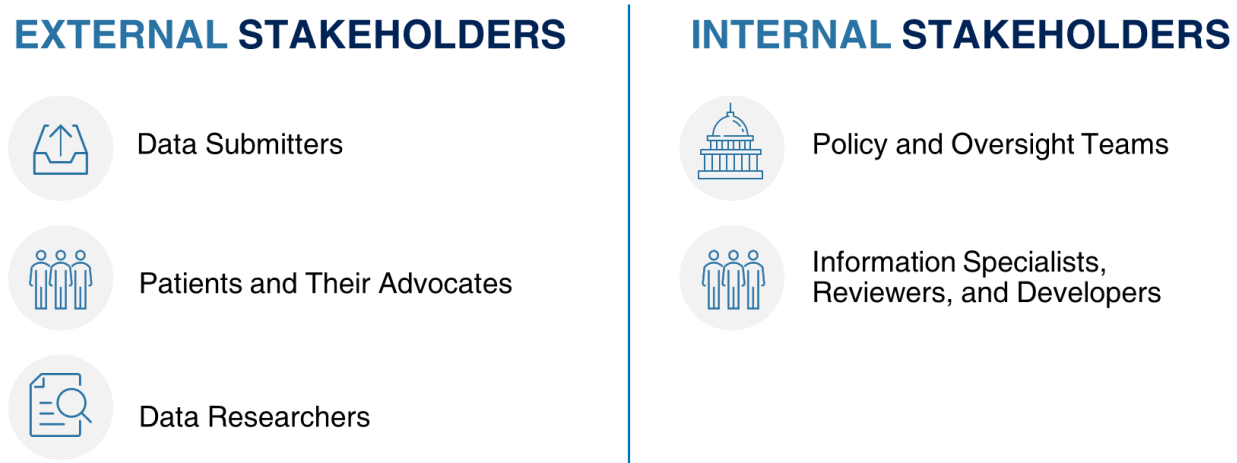 EXTERNAL STAKEHOLDERS
Data Submitters
Patients and Their Advocates
Data Researchers
INTERNAL STAKEHOLDERS
Policy and Oversight Teams
Information Specialists,
Reviewers, and Developers